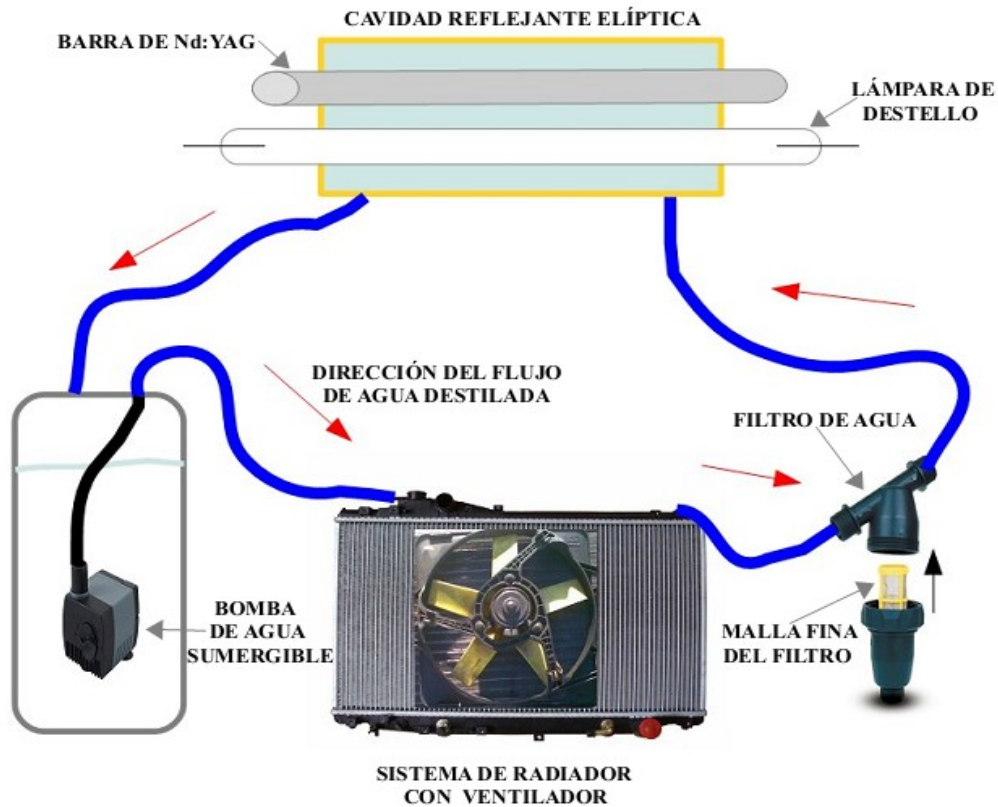 CAVIDAD REFLEJANTE ELÍPTICA
BARRA DE Nd:YAG
LÁMPARA DE
DESTELLO
DIRECCIÓN DEL FLUJO
DE AGUA DESTILADA
FILTRO DE AGUA
BOMBA
DE AGUA
SUMERGIBLE
MALLA FINA
DEL FILTRO
SISTEMA DE RADIADOR
CON VENTILADOR